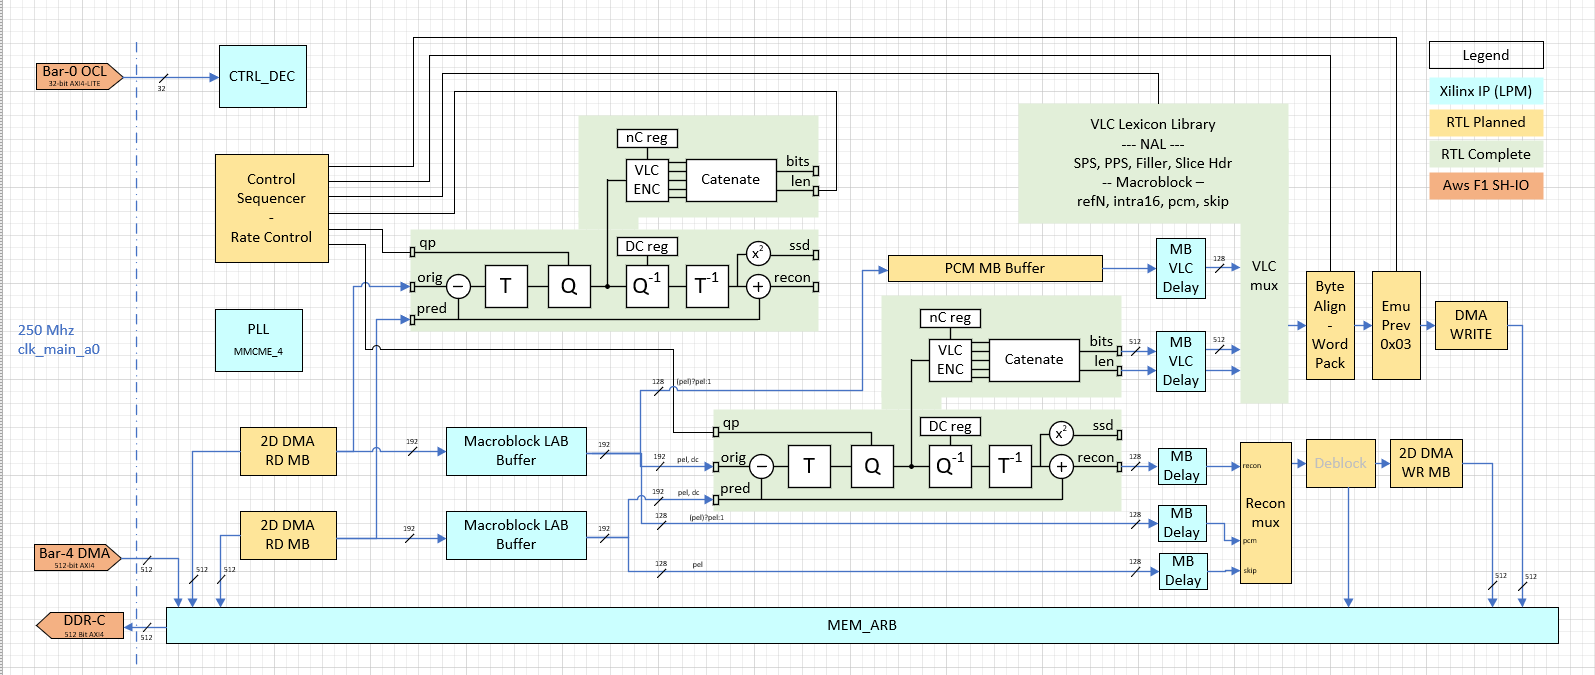 Bar-0 OCL
32-bit AXI4-LITE
32
CTRL_DEC
Legend
Xilinx IP (LPM)
RTL Planned
RTL Complete
Aws F1 SH-IO
Control
Sequencer
-
Rate Control
nC reg
VLC
ENC
Catenate
bits
len
VLC Lexicon Library
--- NAL ---
SPS, PPS, Filler, Slice Hdr
-- Macroblock –
refN, intra16, pcm, skip
qp
orig
pred
T
Q
DC reg
Q-1
T-1
x²
ssd
recon
PCM MB Buffer
MB
VLC
Delay
128
VLC
mux
250 Mhz
clk_main_a0
PLL
MMCME_4
nC reg
VLC
ENC
Catenate
bits
len
512
MB
VLC
Delay
512
Byte
Align
-
Word
Pack
Emu
Prev
0x03
DMA
WRITE
128
(pel)?pel:1
2D DMA
RD MB
192
Macroblock LAB
Buffer
192
192
pel, dc
192
pel, dc
128
(pel)?pel:1
128
pel
qp
orig
pred
T
Q
DC reg
Q-1
T-1
x²
ssd
recon
128
MB
Delay
128
MB
Delay
128
MB
Delay
recon
Recon
mux
pcm
skip
Deblock
2D DMA
WR MB
2D DMA
RD MB
192
Macroblock LAB
Buffer
192
Bar-4 DMA
512-bit AXI4
512
512
512
512
512
DDR-C
512 Bit AXI4
512
MEM_ARB